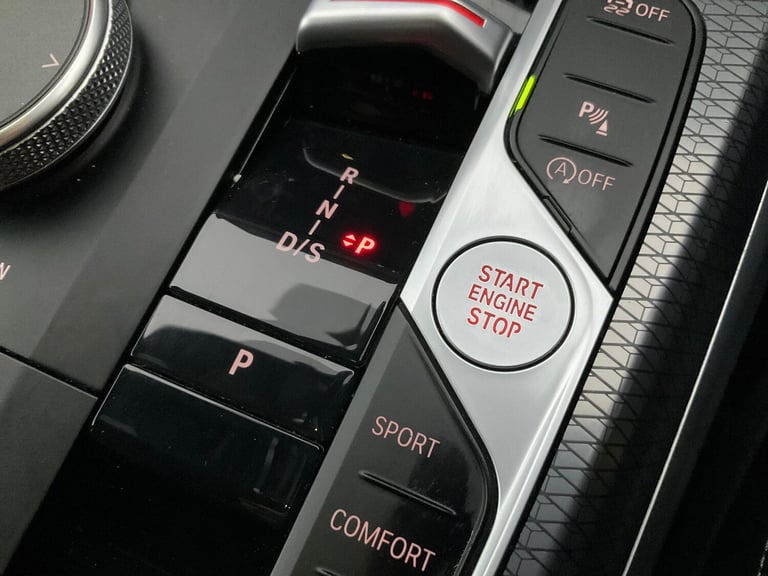 OFF
P
A OFF
R
N
D/S
P
START
ENGINE
STOP
P
SPORT
COMFORT
N